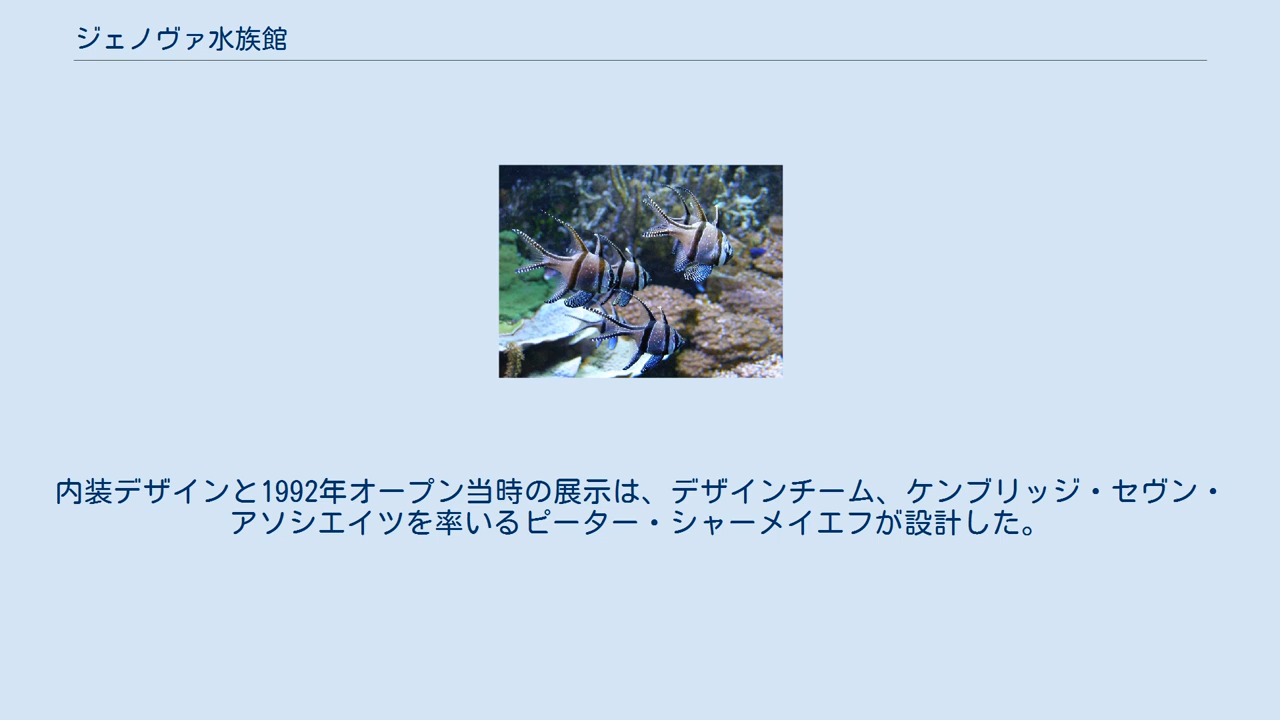 ジェノヴァ水族館
内装デザインと1992年オープン当時の展示は、デザインチーム、ケンブリッジ・セヴン・
アソシエイツを率いるピーター・シャーメイエフが設計した。